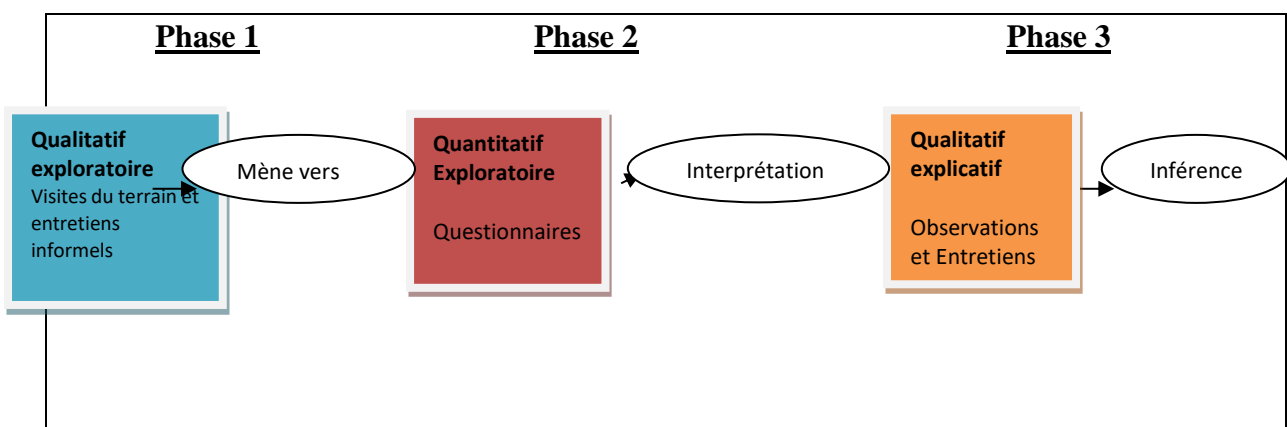 Phase 1
Phase 2
Phase 3
Qualitatif
exploratoire
Visites du terrain et
entretiens
informels
Mène vers
Quantitatif
Exploratoire
Questionnaires
Interprétation
Qualitatif
explicatif
Observations
et Entretiens
Inférence